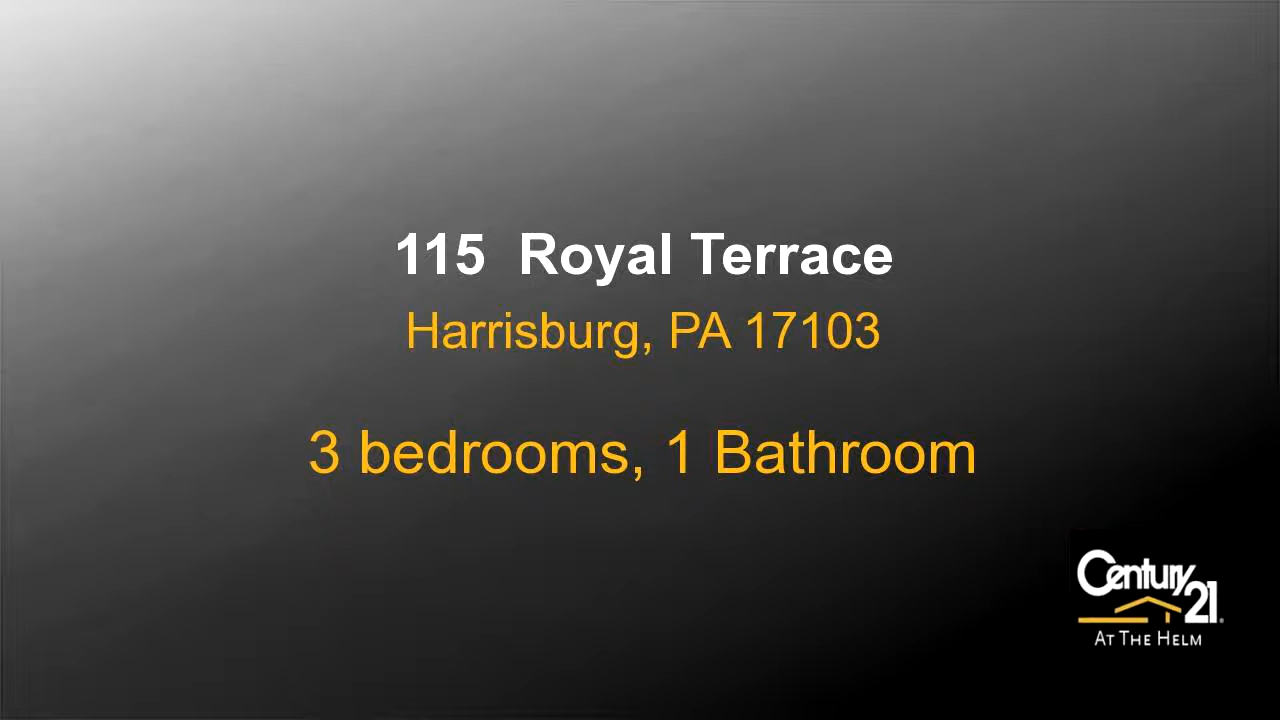 115  Royal Terrace
Harrisburg, PA 17103
3 bedrooms, 1 Bathroom
Century 21®
AT THE HELM